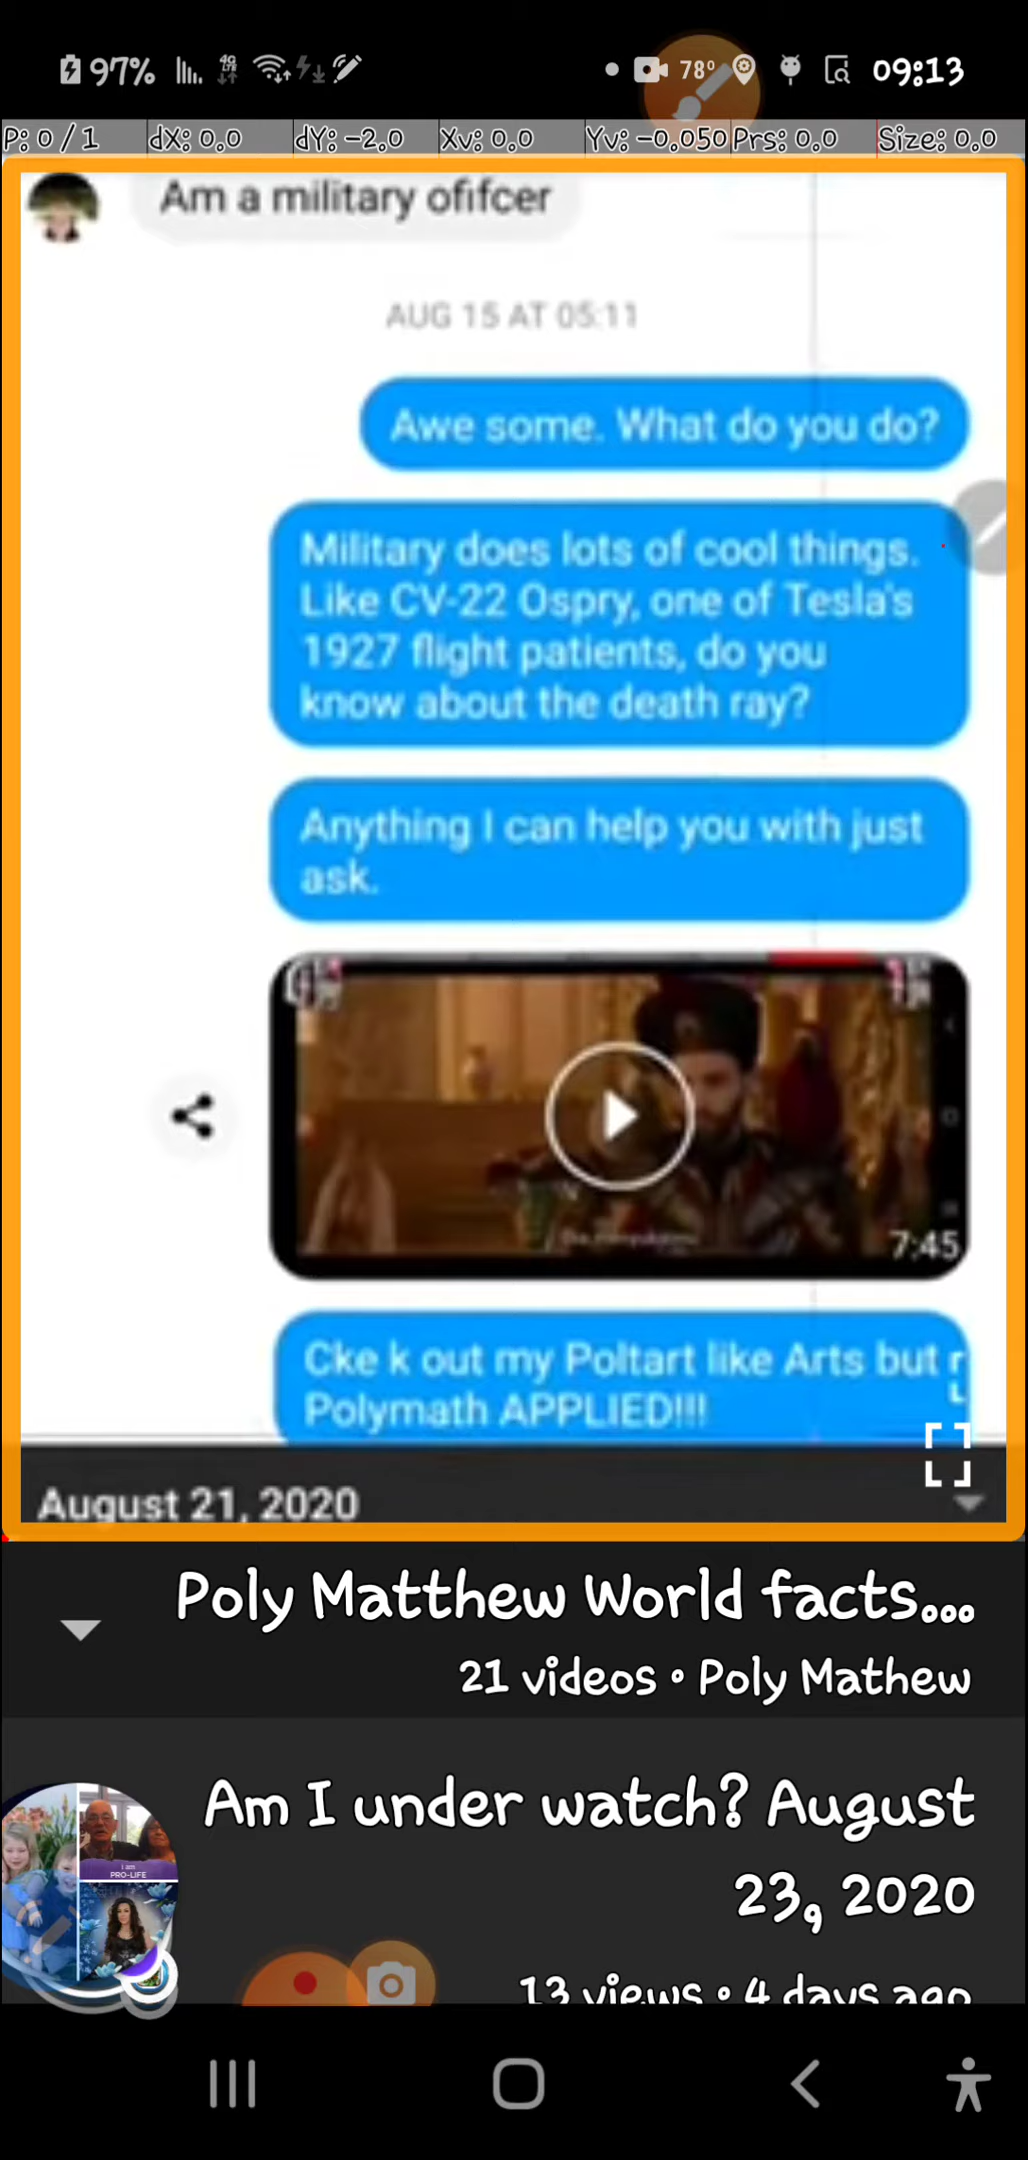 97% 4G 78° 09:13
P: 0 / 1 dX: 0.0 dY: -2.0 Xv: 0.0 Yv: -0.050 Prs: 0.0 Size: 0.0
Am a military ofifcer
AUG 15 AT 05:11
Awe some. What do you do?
Military does lots of cool things.
Like CV-22 Ospry, one of Tesla's
1927 flight patients, do you
know about the death ray?
Anything I can help you with just
ask.
7:45
Cke k out my Poltart like Arts but
Polymath APPLIED!!!
August 21, 2020
Poly Matthew World facts...
21 videos • Poly Mathew
Am I under watch? August
23, 2020
i am
PRO-LIFE
13 views • 4 days ago